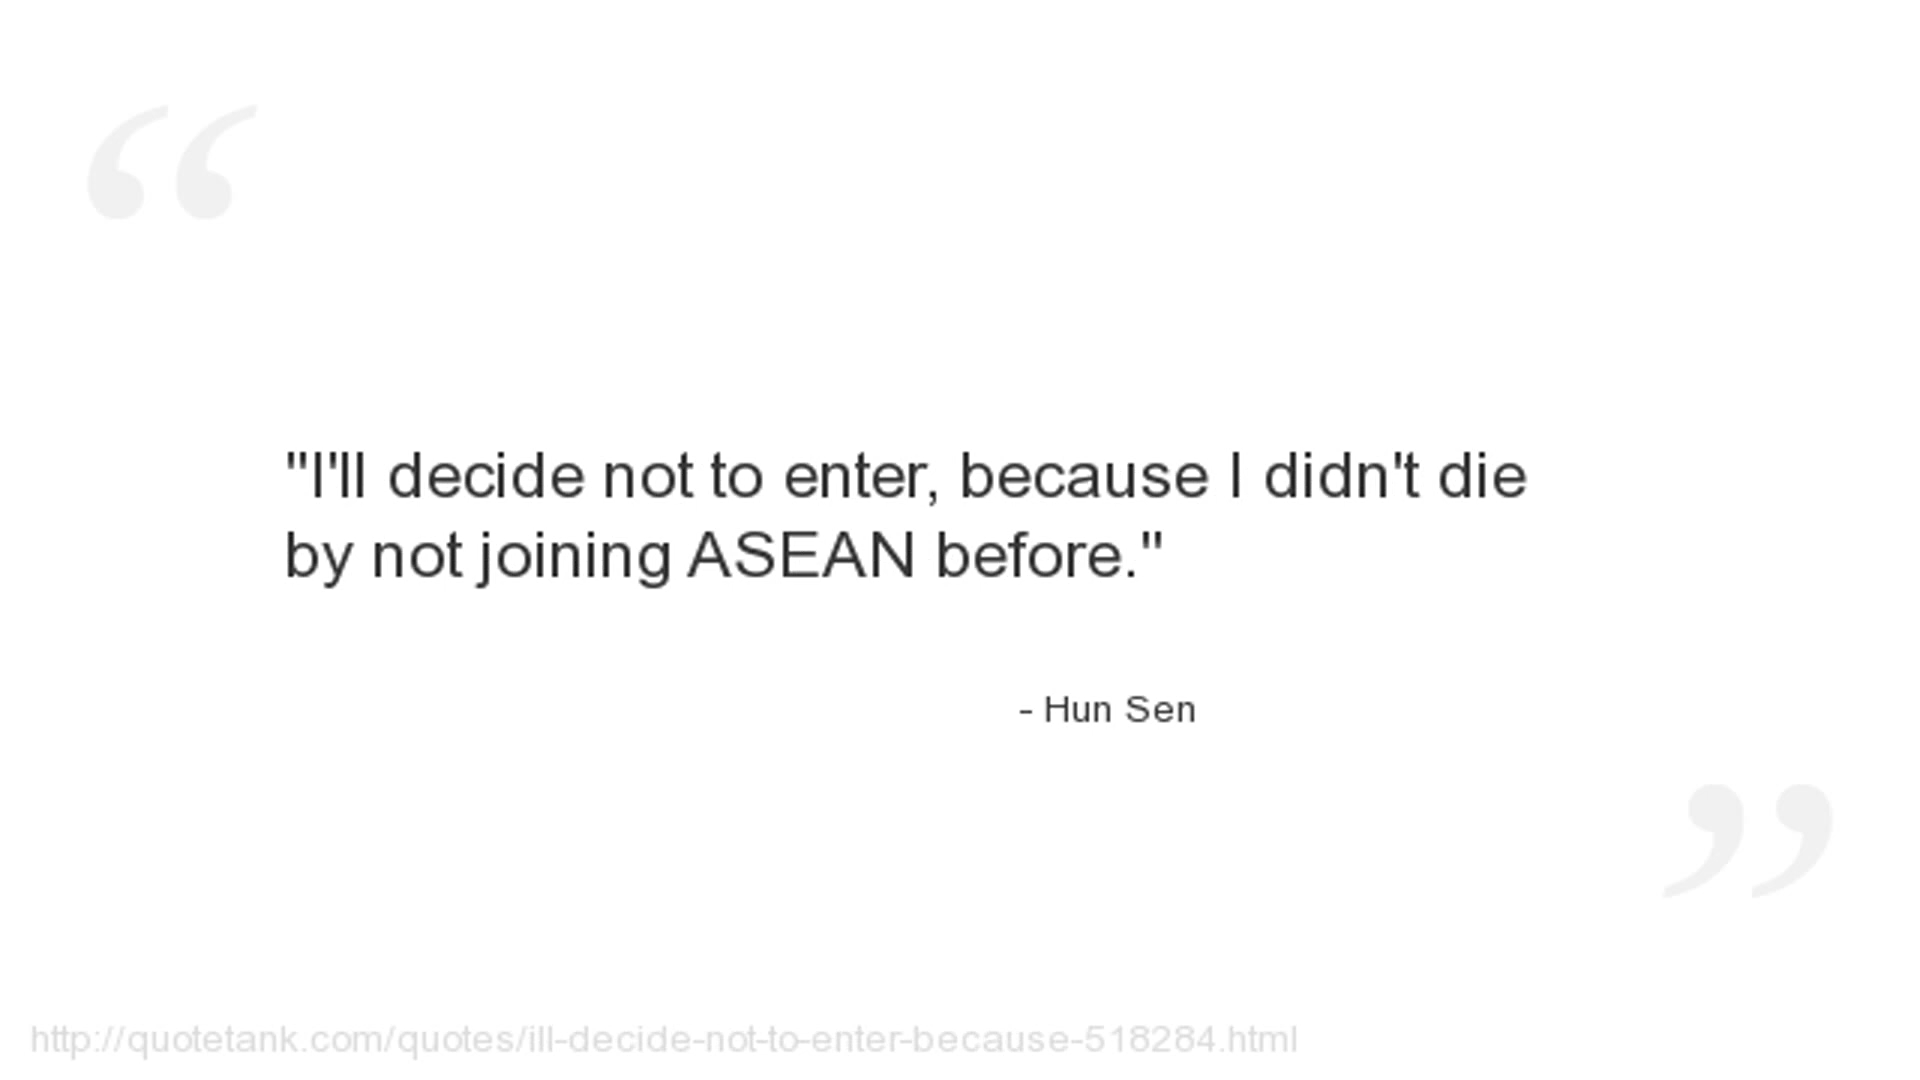 "I'll decide not to enter, because I didn't die
by not joining ASEAN before."
- Hun Sen
http://quotetank.com/quotes/ill-decide-not-to-enter-because-518284.html